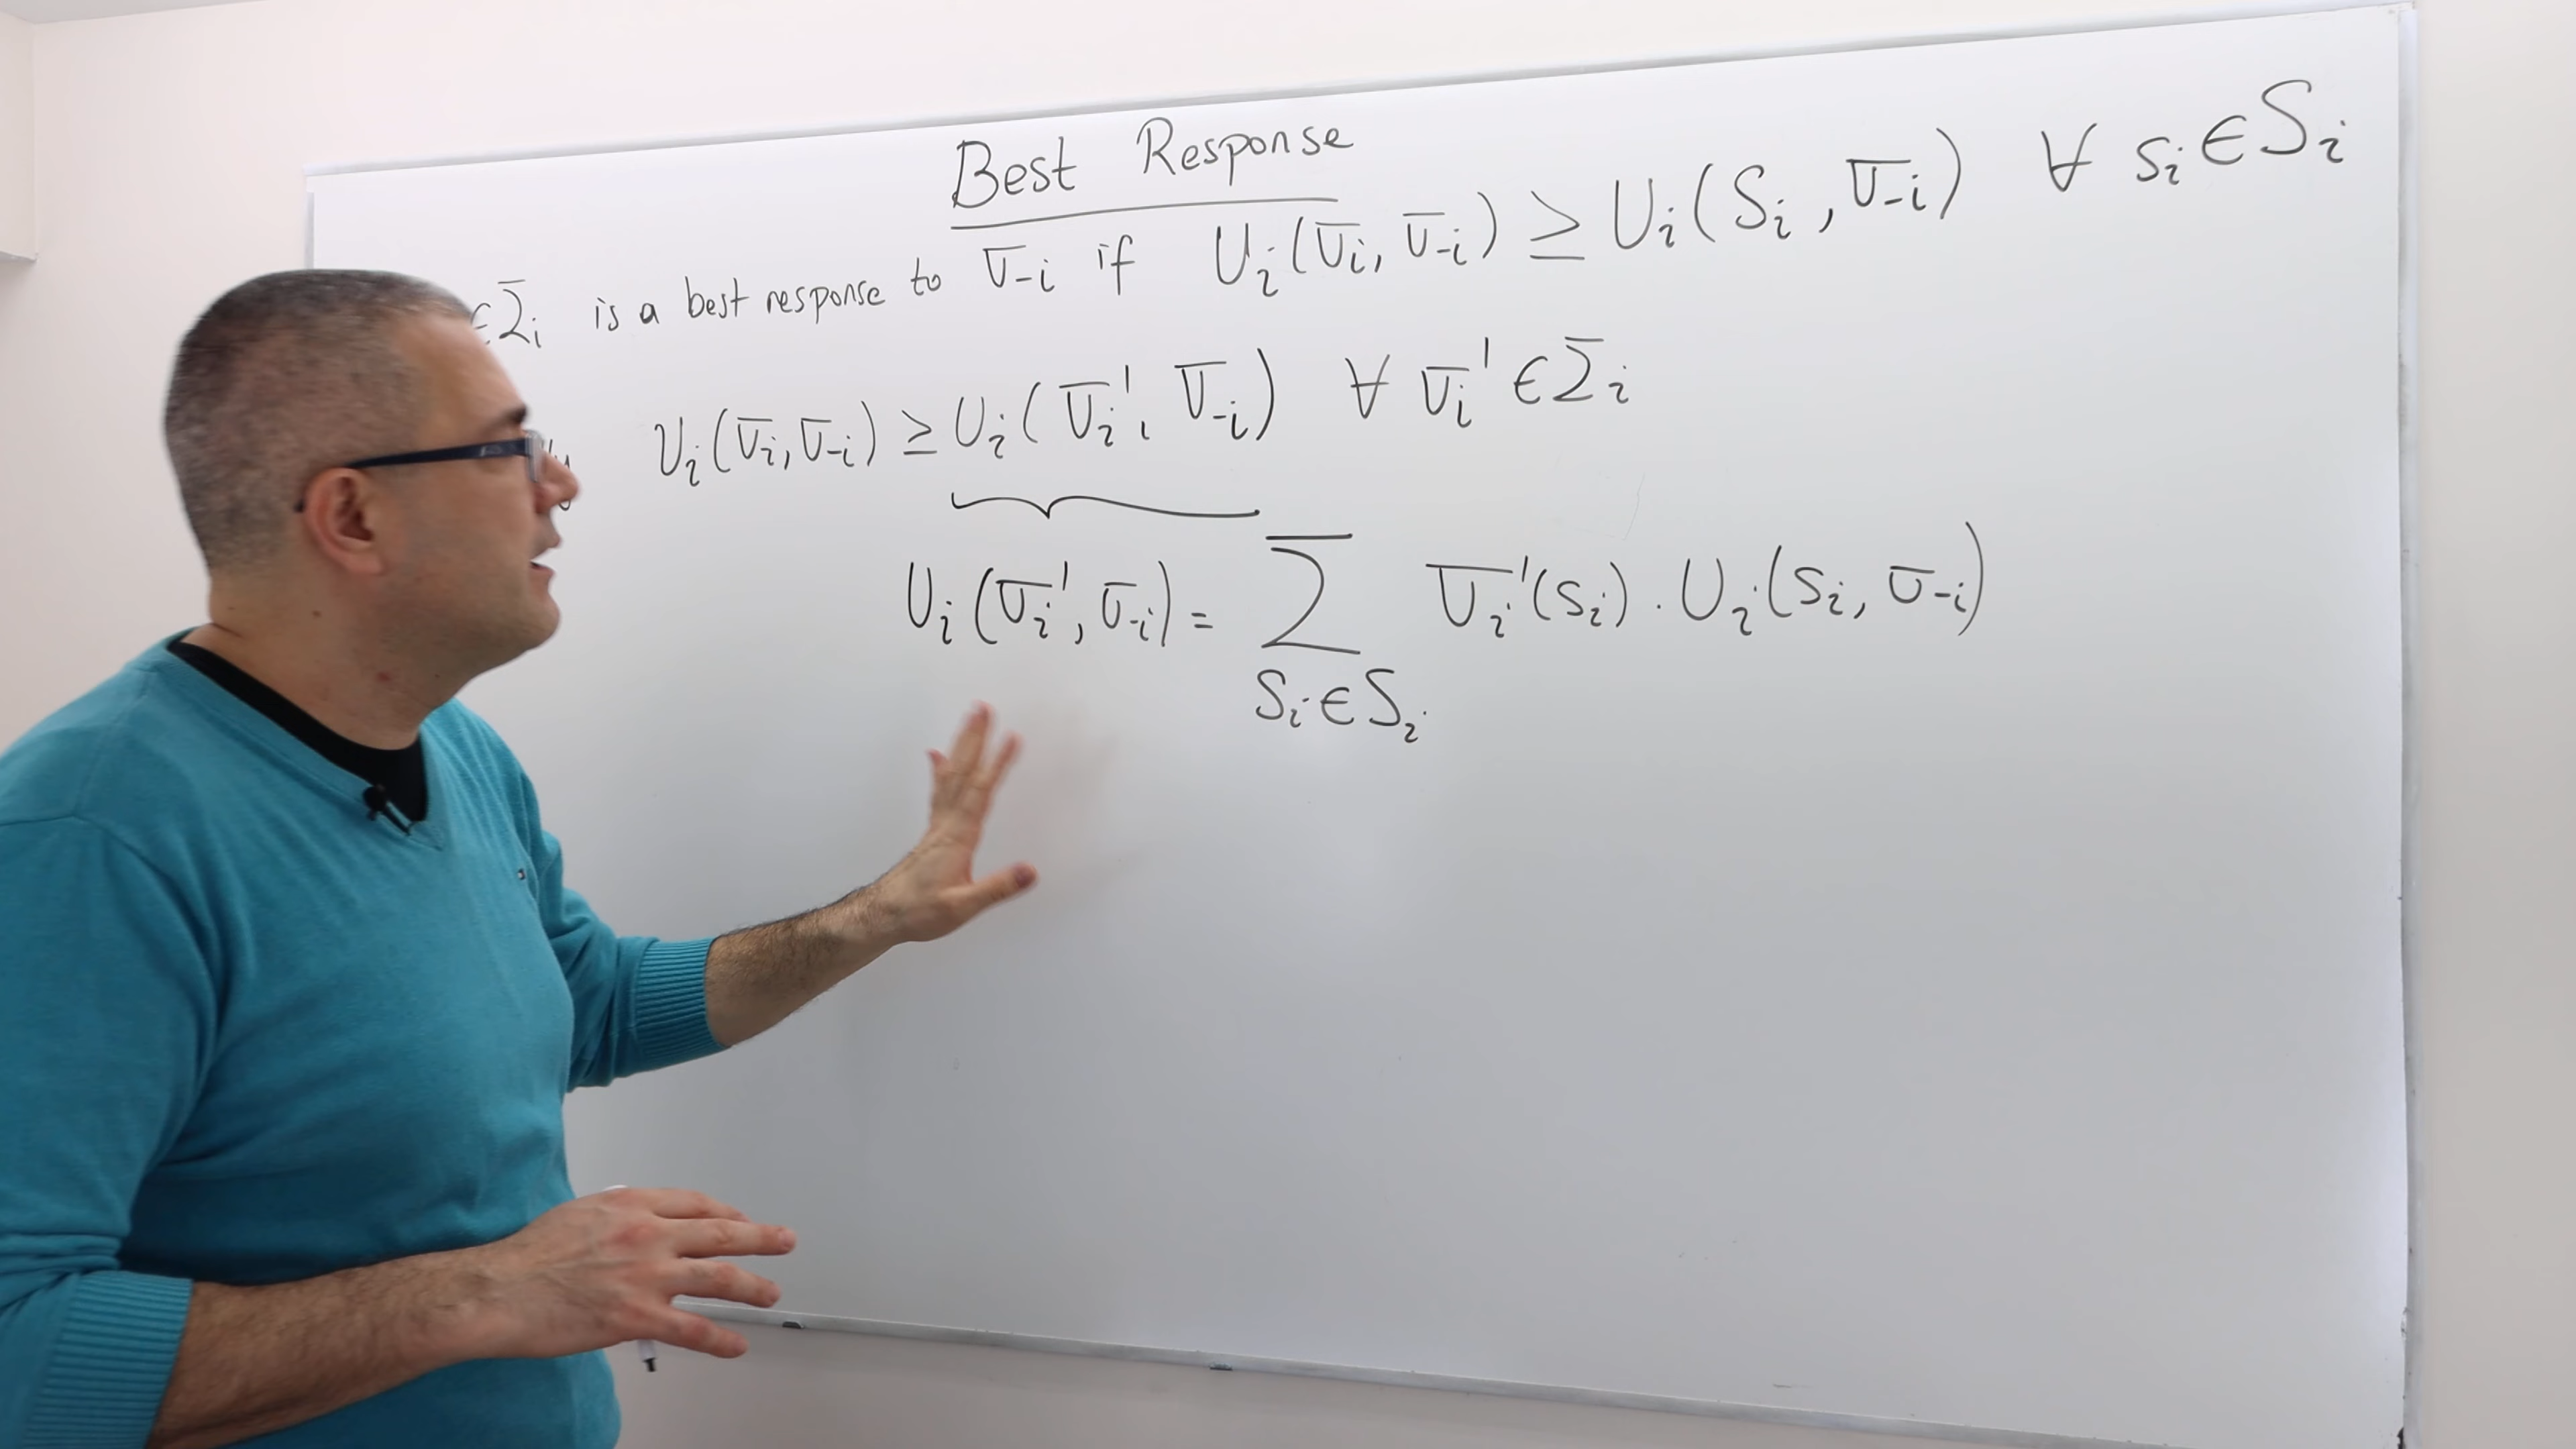 Best Response
∈Σᵢ is a best response to σ₋ᵢ if Uᵢ(σᵢ, σ₋ᵢ) ≥ Uᵢ(Sᵢ, σ₋ᵢ) ∀ sᵢ∈Sᵢ
Uᵢ(σᵢ, σ₋ᵢ) ≥ Uᵢ(σᵢ', σ₋ᵢ) ∀ σᵢ' ∈Σᵢ
Uᵢ(σᵢ', σ₋ᵢ) = Σ σᵢ'(sᵢ) · Uᵢ(sᵢ, σ₋ᵢ)
Sᵢ∈Sᵢ